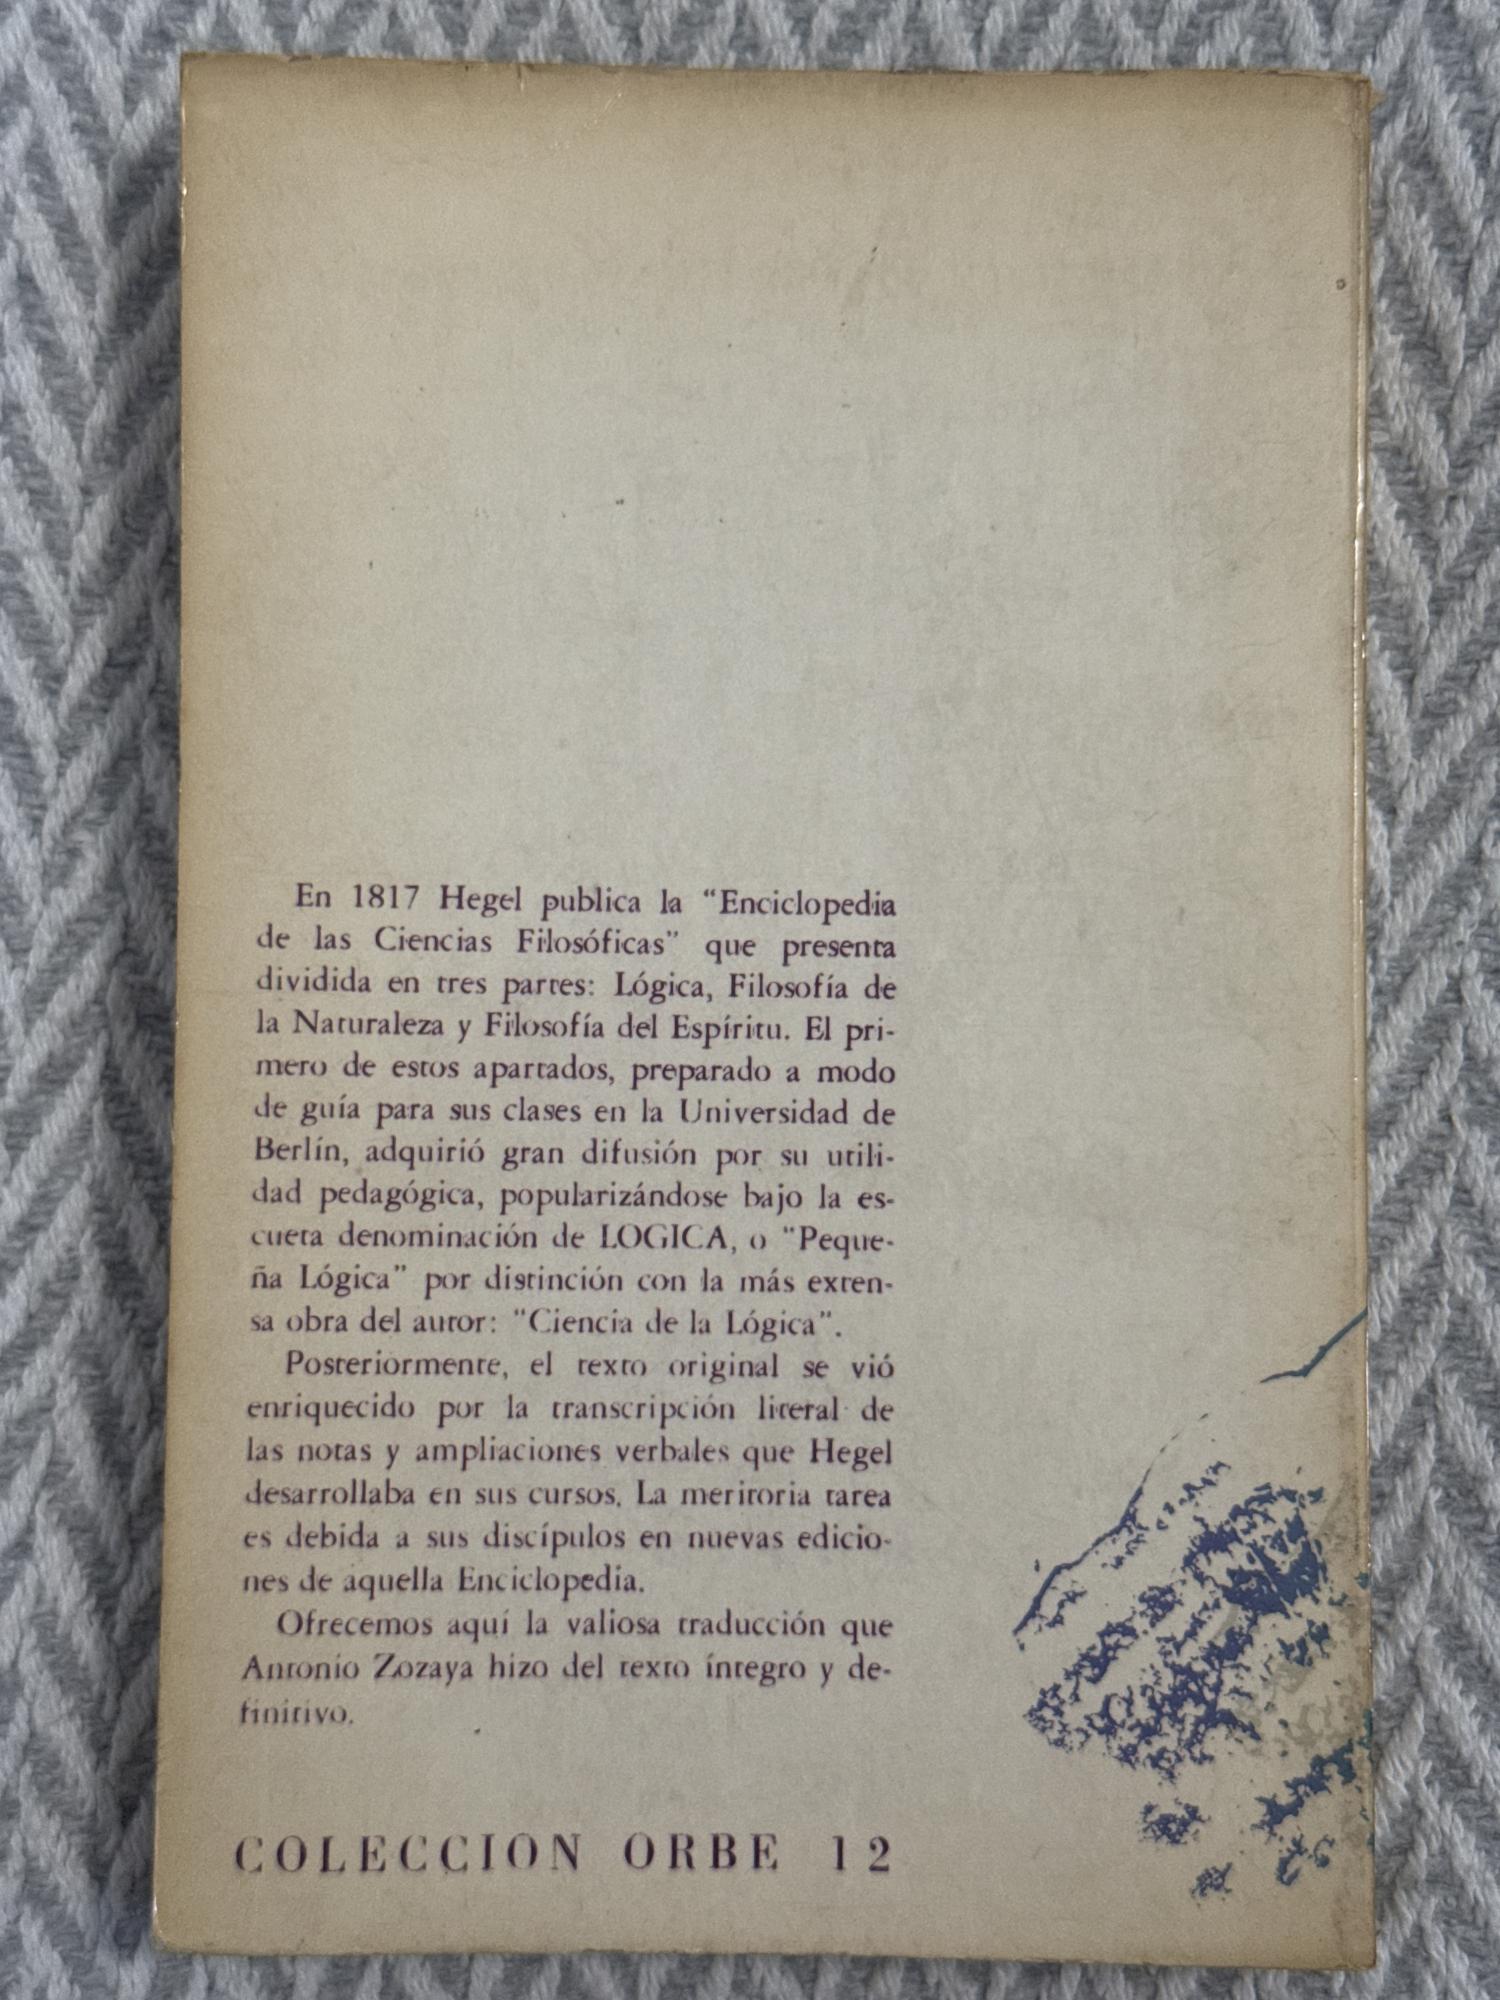 En 1817 Hegel publica la "Enciclopedia
de las Ciencias Filosóficas" que presenta
dividida en tres partes: Lógica, Filosofía de
la Naturaleza y Filosofía del Espíritu. El pri-
mero de estos apartados, preparado a modo
de guía para sus clases en la Universidad de
Berlín, adquirió gran difusión por su utili-
dad pedagógica, popularizándose bajo la es-
cueta denominación de LOGICA, o "Peque-
ña Lógica" por distinción con la más exten-
sa obra del autor: "Ciencia de la Lógica".
Posteriormente, el texto original se vió
enriquecido por la transcripción literal de
las notas y ampliaciones verbales que Hegel
desarrollaba en sus cursos. La meritoria tarea
es debida a sus discípulos en nuevas edicio-
nes de aquella Enciclopedia.
Ofrecemos aquí la valiosa traducción que
Antonio Zozaya hizo del texto íntegro y de-
finitivo.
COLECCION ORBE 12